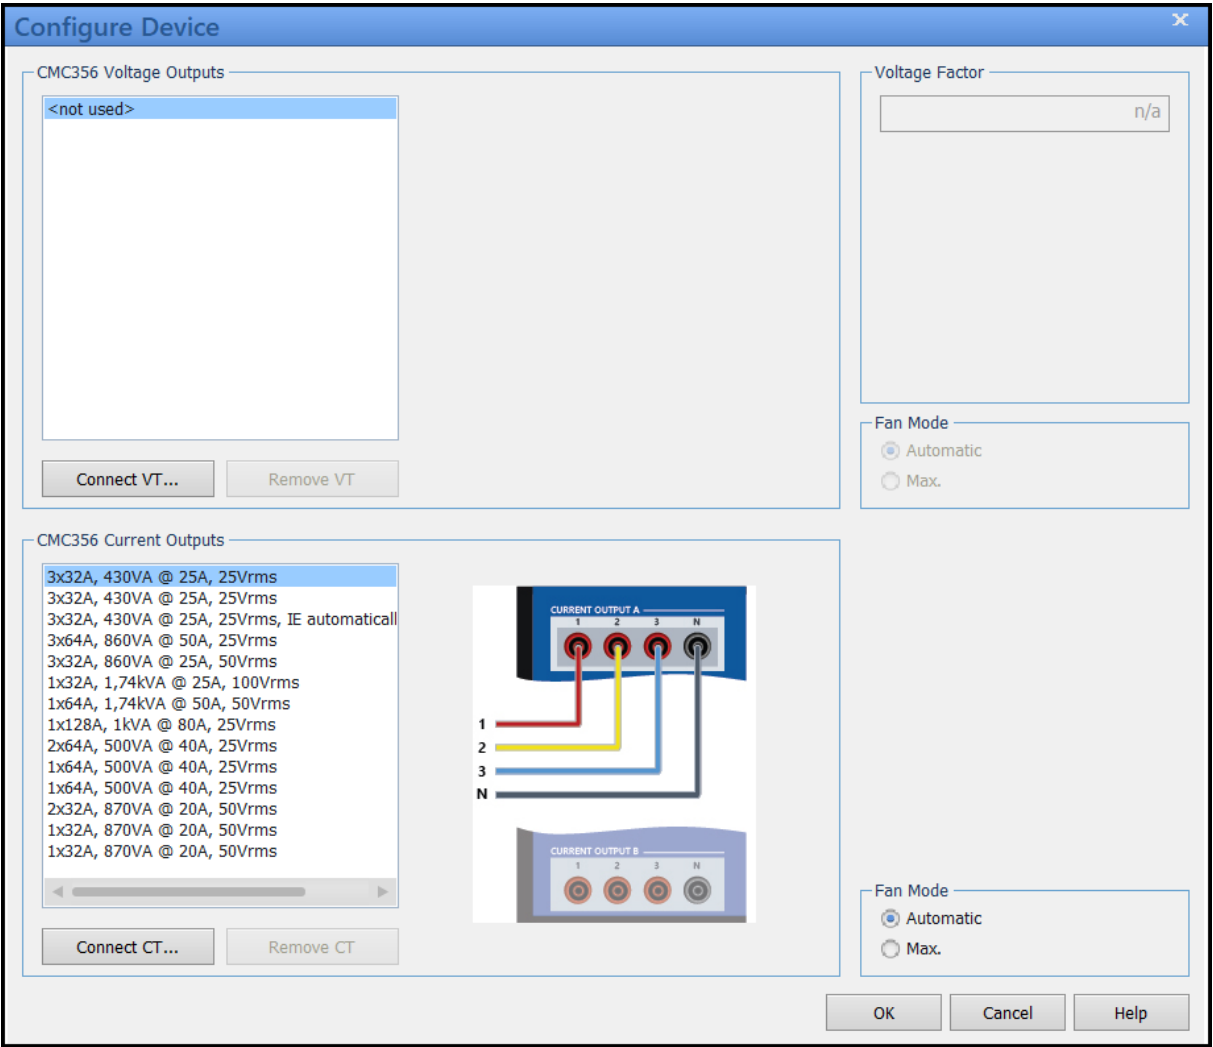 Configure Device
CMC356 Voltage Outputs
<not used>
Connect VT...
Remove VT
Voltage Factor
n/a
Fan Mode
Automatic
Max.
CMC356 Current Outputs
3x32A, 430VA @ 25A, 25Vrms
3x32A, 430VA @ 25A, 25Vrms
3x32A, 430VA @ 25A, 25Vrms, IE automaticall
3x64A, 860VA @ 50A, 25Vrms
3x32A, 860VA @ 25A, 50Vrms
1x32A, 1,74kVA @ 25A, 100Vrms
1x64A, 1,74kVA @ 50A, 50Vrms
1x128A, 1kVA @ 80A, 25Vrms
2x64A, 500VA @ 40A, 25Vrms
1x64A, 500VA @ 40A, 25Vrms
1x64A, 500VA @ 40A, 25Vrms
2x32A, 870VA @ 20A, 50Vrms
1x32A, 870VA @ 20A, 50Vrms
1x32A, 870VA @ 20A, 50Vrms
Connect CT...
Remove CT
CURRENT OUTPUT A
1 2 3 N
1
2
3
N
CURRENT OUTPUT B
1 2 3 N
Fan Mode
Automatic
Max.
OK
Cancel
Help